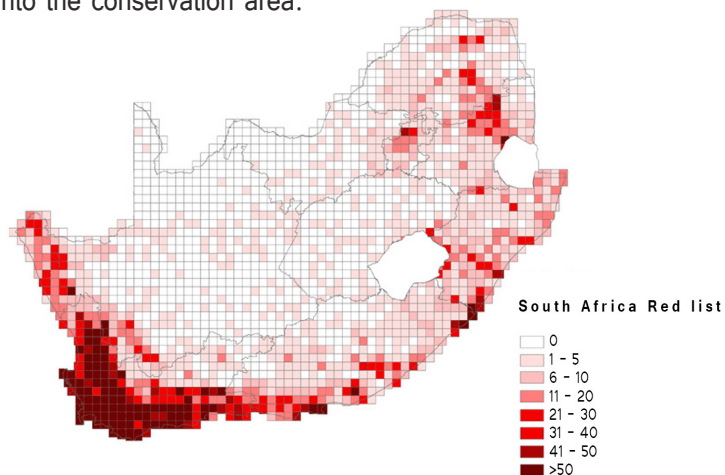 nto the conservation area.
South Africa Red list
0
1 - 5
6 - 10
11 - 20
21 - 30
31 - 40
41 - 50
>50